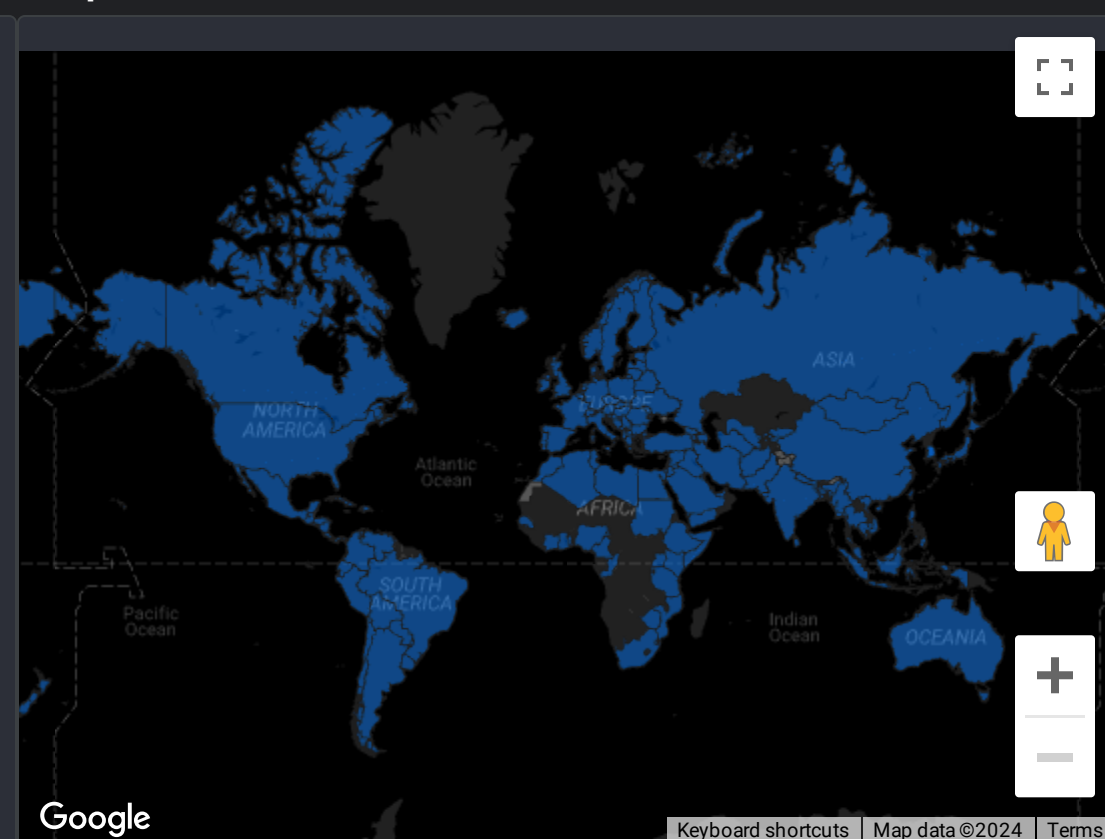 ASIA
NORTH
AMERICA
EUROPE
Atlantic
Ocean
AFRICA
SOUTH
AMERICA
Pacific
Ocean
Indian
Ocean
OCEANIA
Google
Keyboard shortcuts
Map data ©2024
Terms